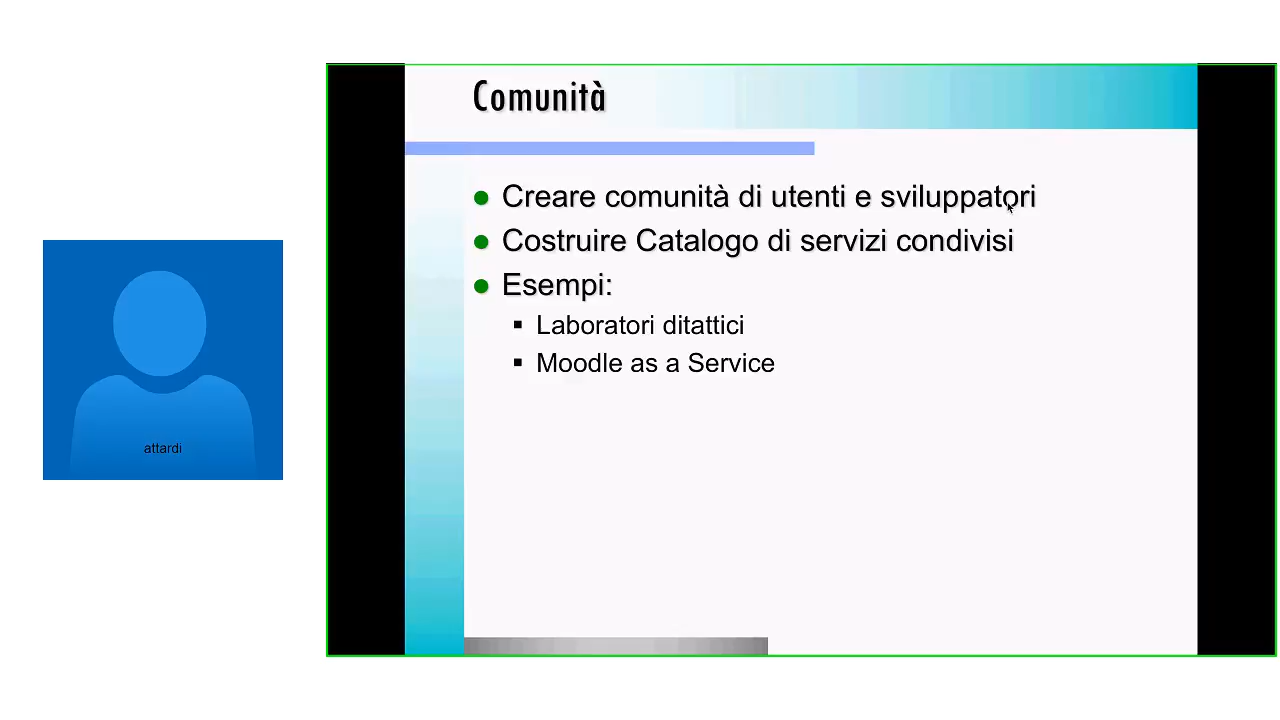 Comunità
Creare comunità di utenti e sviluppatori
Costruire Catalogo di servizi condivisi
Esempi:
Laboratori ditattici
Moodle as a Service
attardi